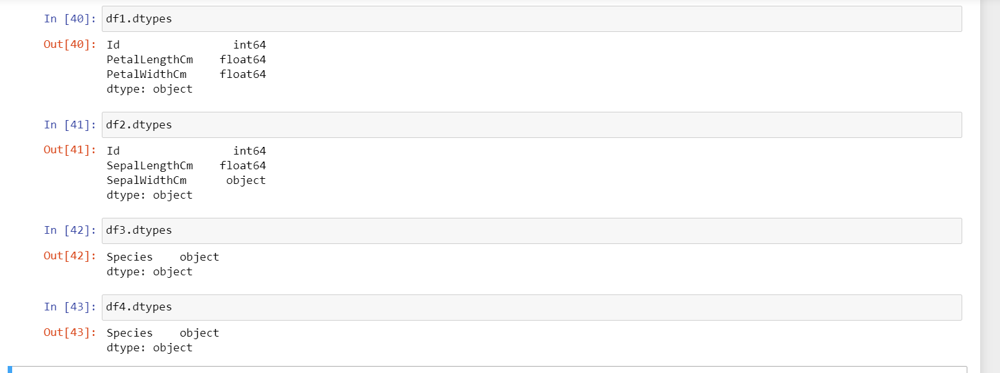 In [40]: df1.dtypes
Out[40]: Id                 int64
PetalLengthCm    float64
PetalWidthCm     float64
dtype: object
In [41]: df2.dtypes
Out[41]: Id                 int64
SepalLengthCm    float64
SepalWidthCm      object
dtype: object
In [42]: df3.dtypes
Out[42]: Species    object
dtype: object
In [43]: df4.dtypes
Out[43]: Species    object
dtype: object